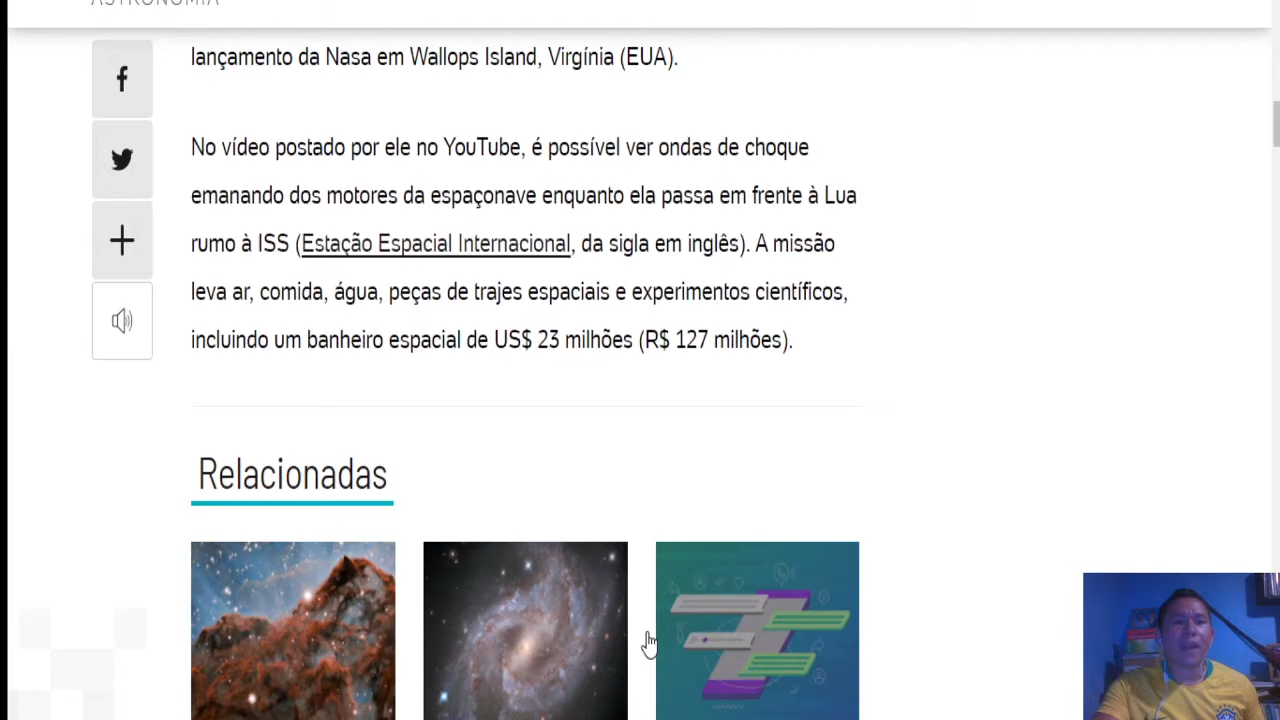 ASTRONOMIA
lançamento da Nasa em Wallops Island, Virgínia (EUA).
No vídeo postado por ele no YouTube, é possível ver ondas de choque
emanando dos motores da espaçonave enquanto ela passa em frente à Lua
rumo à ISS (Estação Espacial Internacional, da sigla em inglês). A missão
leva ar, comida, água, peças de trajes espaciais e experimentos científicos,
incluindo um banheiro espacial de US$ 23 milhões (R$ 127 milhões).
Relacionadas